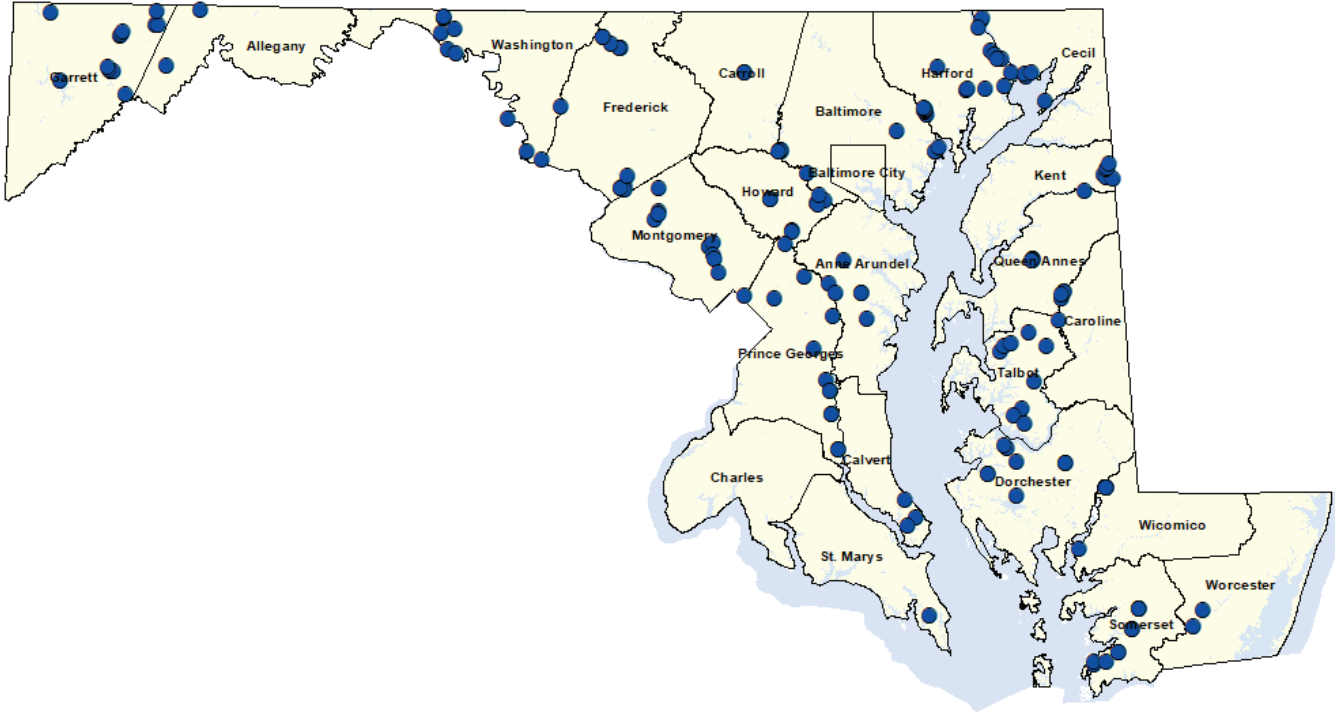 Garrett
Allegany
Washington
Frederick
Carroll
Baltimore
Harford
Cecil
Baltimore City
Howard
Kent
Montgomery
Anne Arundel
Queen Annes
Caroline
Prince Georges
Talbot
Charles
Calvert
Dorchester
St. Marys
Wicomico
Worcester
Somerset